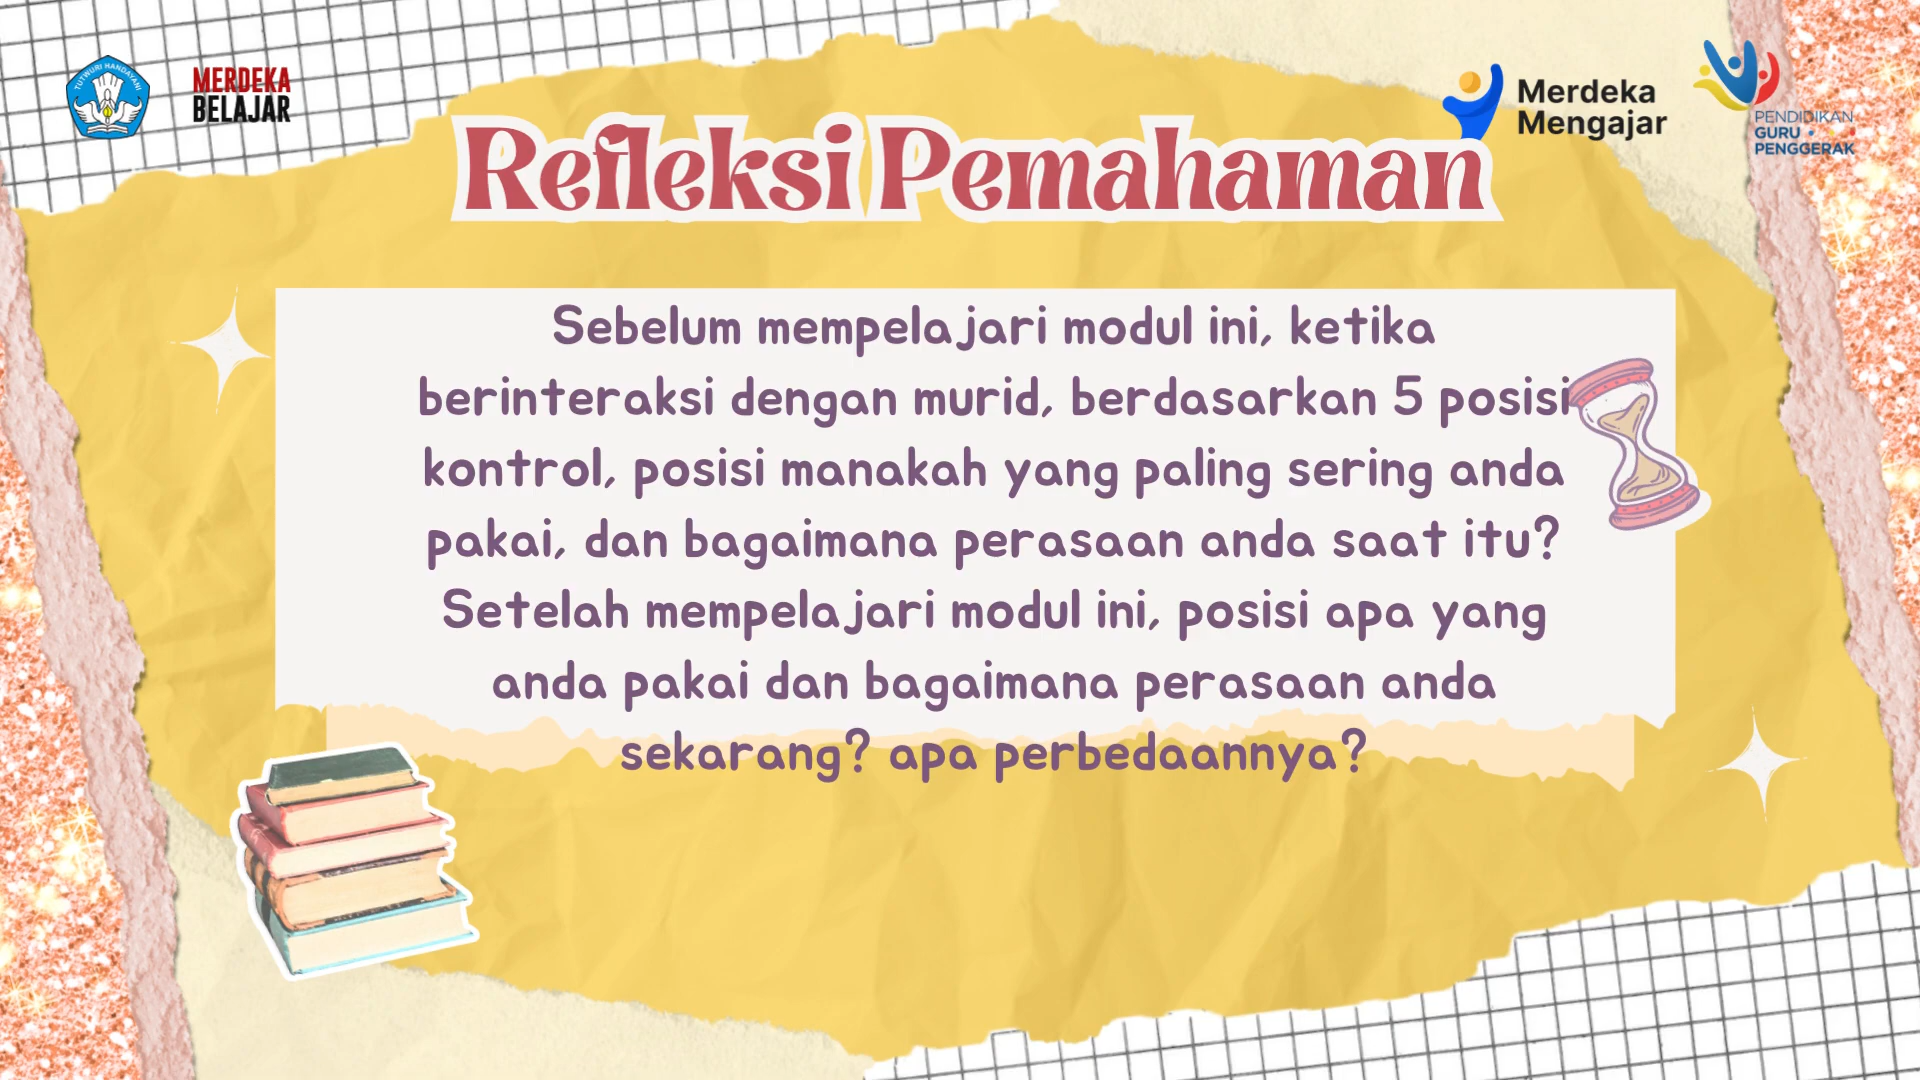 TUTWURI HANDAYANI
MERDEKA
BELAJAR
Merdeka
Mengajar
PENDIDIKAN
GURU
PENGGERAK
Refleksi Pemahaman
Sebelum mempelajari modul ini, ketika
berinteraksi dengan murid, berdasarkan 5 posisi
kontrol, posisi manakah yang paling sering anda
pakai, dan bagaimana perasaan anda saat itu?
Setelah mempelajari modul ini, posisi apa yang
anda pakai dan bagaimana perasaan anda
sekarang? apa perbedaannya?